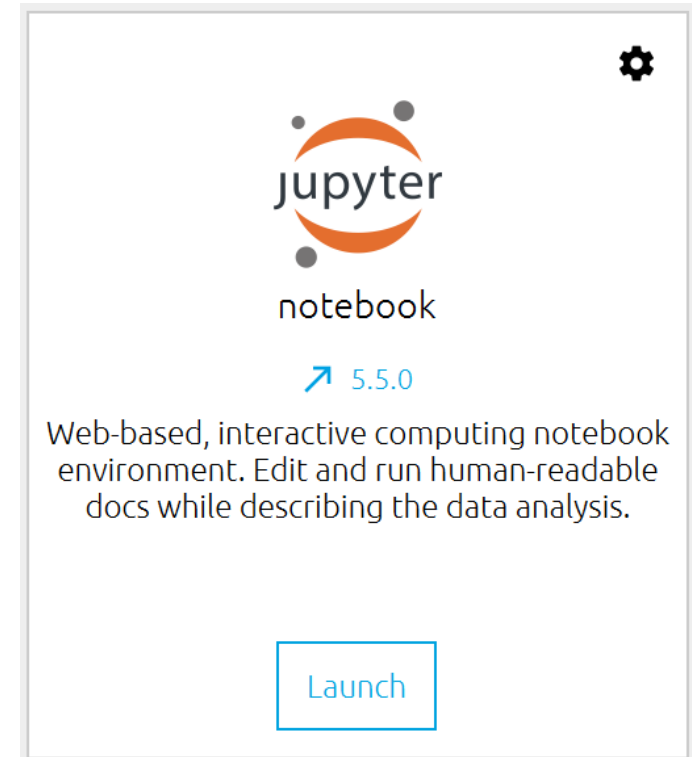 jupyter
notebook
5.5.0
Web-based, interactive computing notebook
environment. Edit and run human-readable
docs while describing the data analysis.
Launch